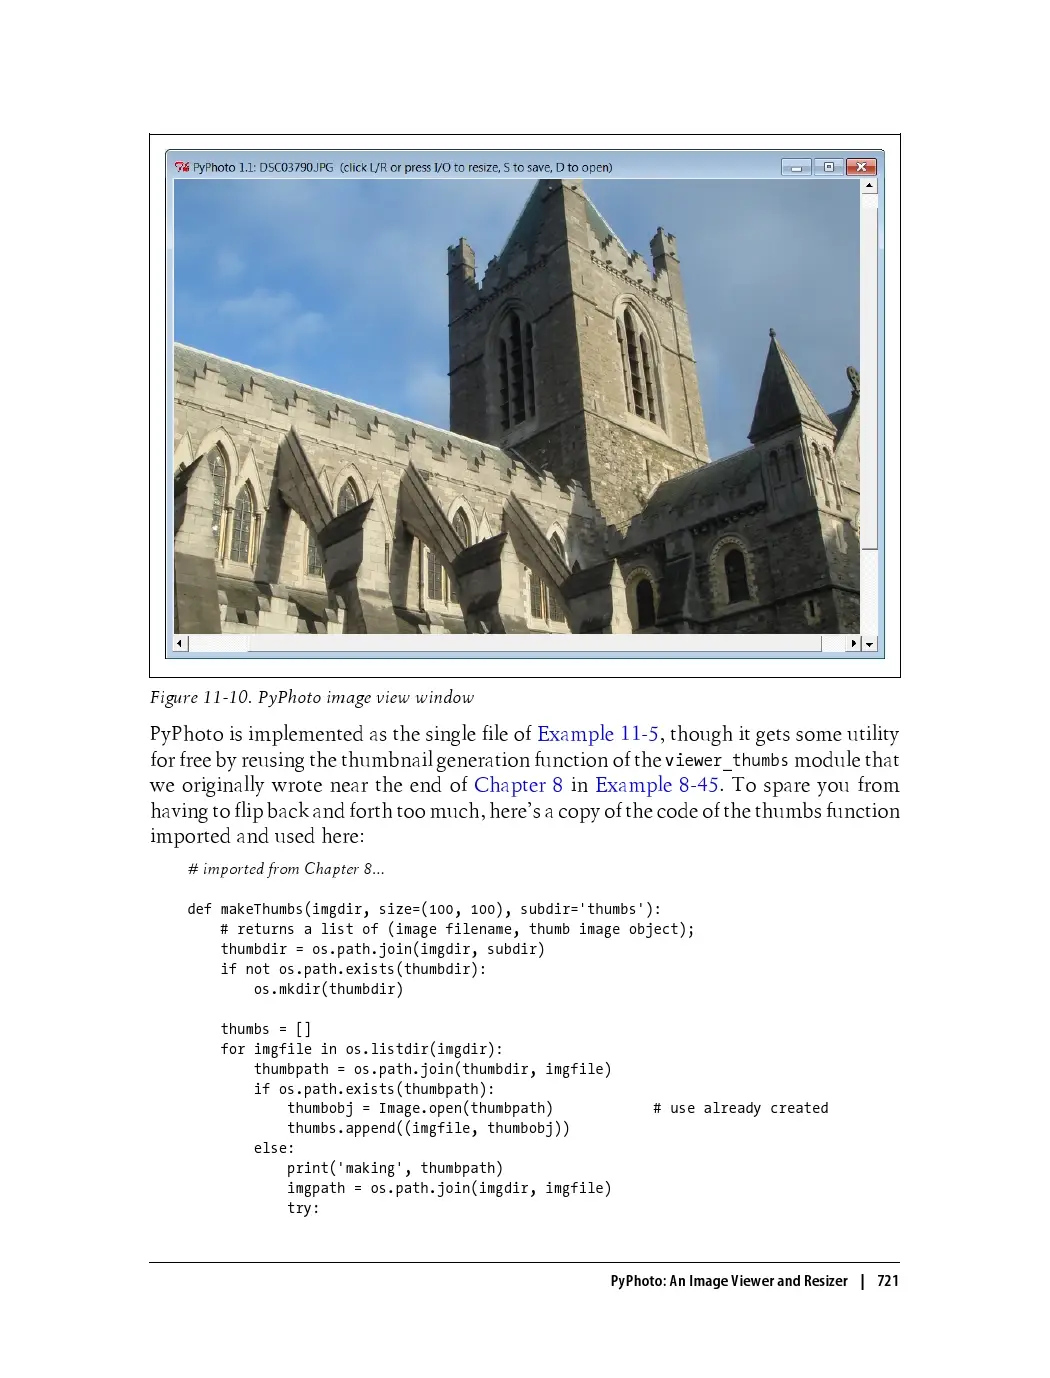 PyPhoto 1.1: DSC03790.JPG (click L/R or press I/O to resize, S to save, D to open)
Figure 11-10. PyPhoto image view window
PyPhoto is implemented as the single file of Example 11-5, though it gets some utility
for free by reusing the thumbnail generation function of the viewer_thumbs module that
we originally wrote near the end of Chapter 8 in Example 8-45. To spare you from
having to flip back and forth too much, here’s a copy of the code of the thumbs function
imported and used here:
# imported from Chapter 8...
def makeThumbs(imgdir, size=(100, 100), subdir='thumbs'):
    # returns a list of (image filename, thumb image object);
    thumbdir = os.path.join(imgdir, subdir)
    if not os.path.exists(thumbdir):
        os.mkdir(thumbdir)
    thumbs = []
    for imgfile in os.listdir(imgdir):
        thumbpath = os.path.join(thumbdir, imgfile)
        if os.path.exists(thumbpath):
            thumbobj = Image.open(thumbpath)            # use already created
            thumbs.append((imgfile, thumbobj))
        else:
            print('making', thumbpath)
            imgpath = os.path.join(imgdir, imgfile)
            try:
PyPhoto: An Image Viewer and Resizer | 721